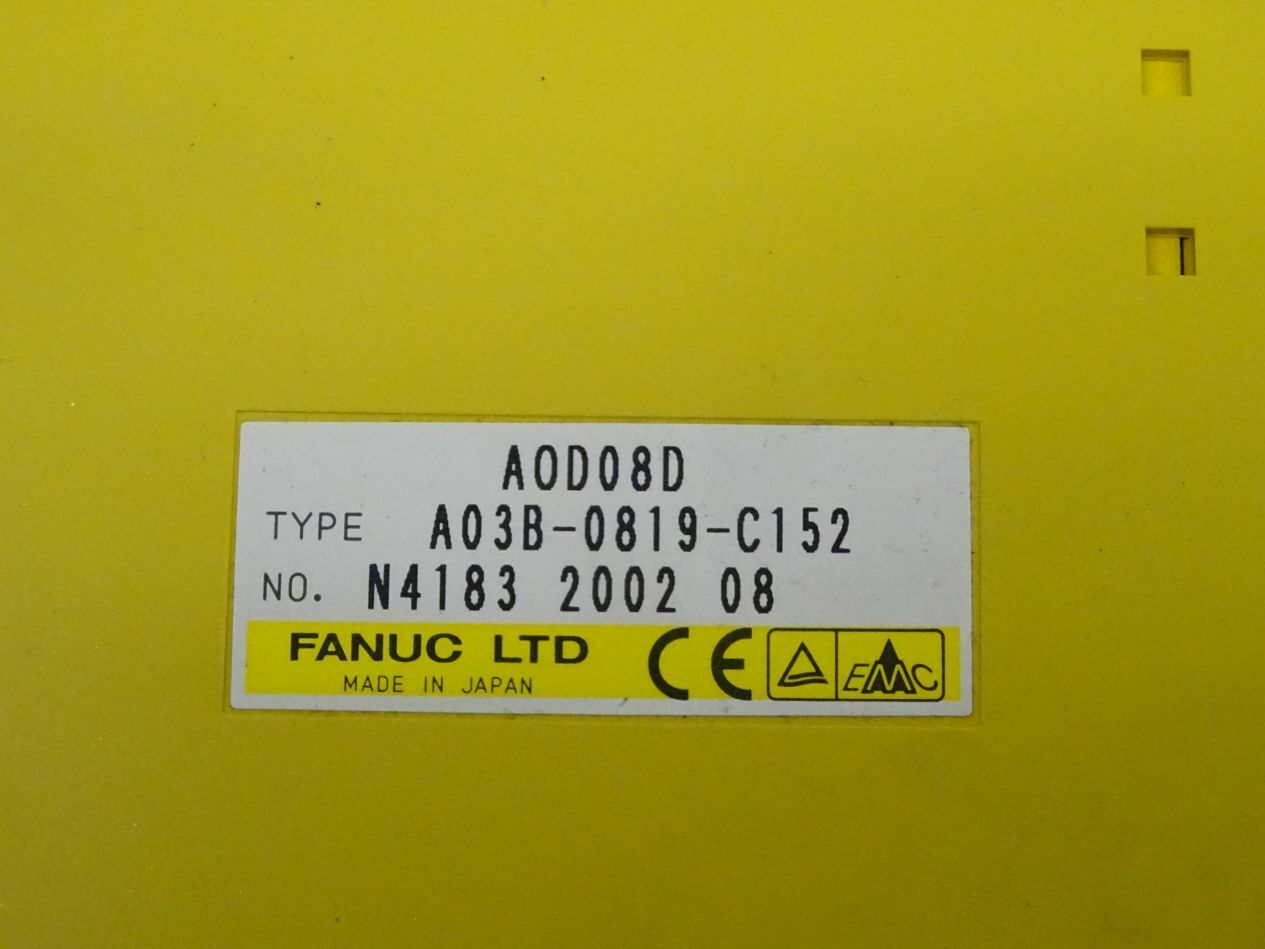 AOD08D
TYPE A03B-0819-C152
NO. N4183 2002 08
FANUC LTD CE EMC
MADE IN JAPAN